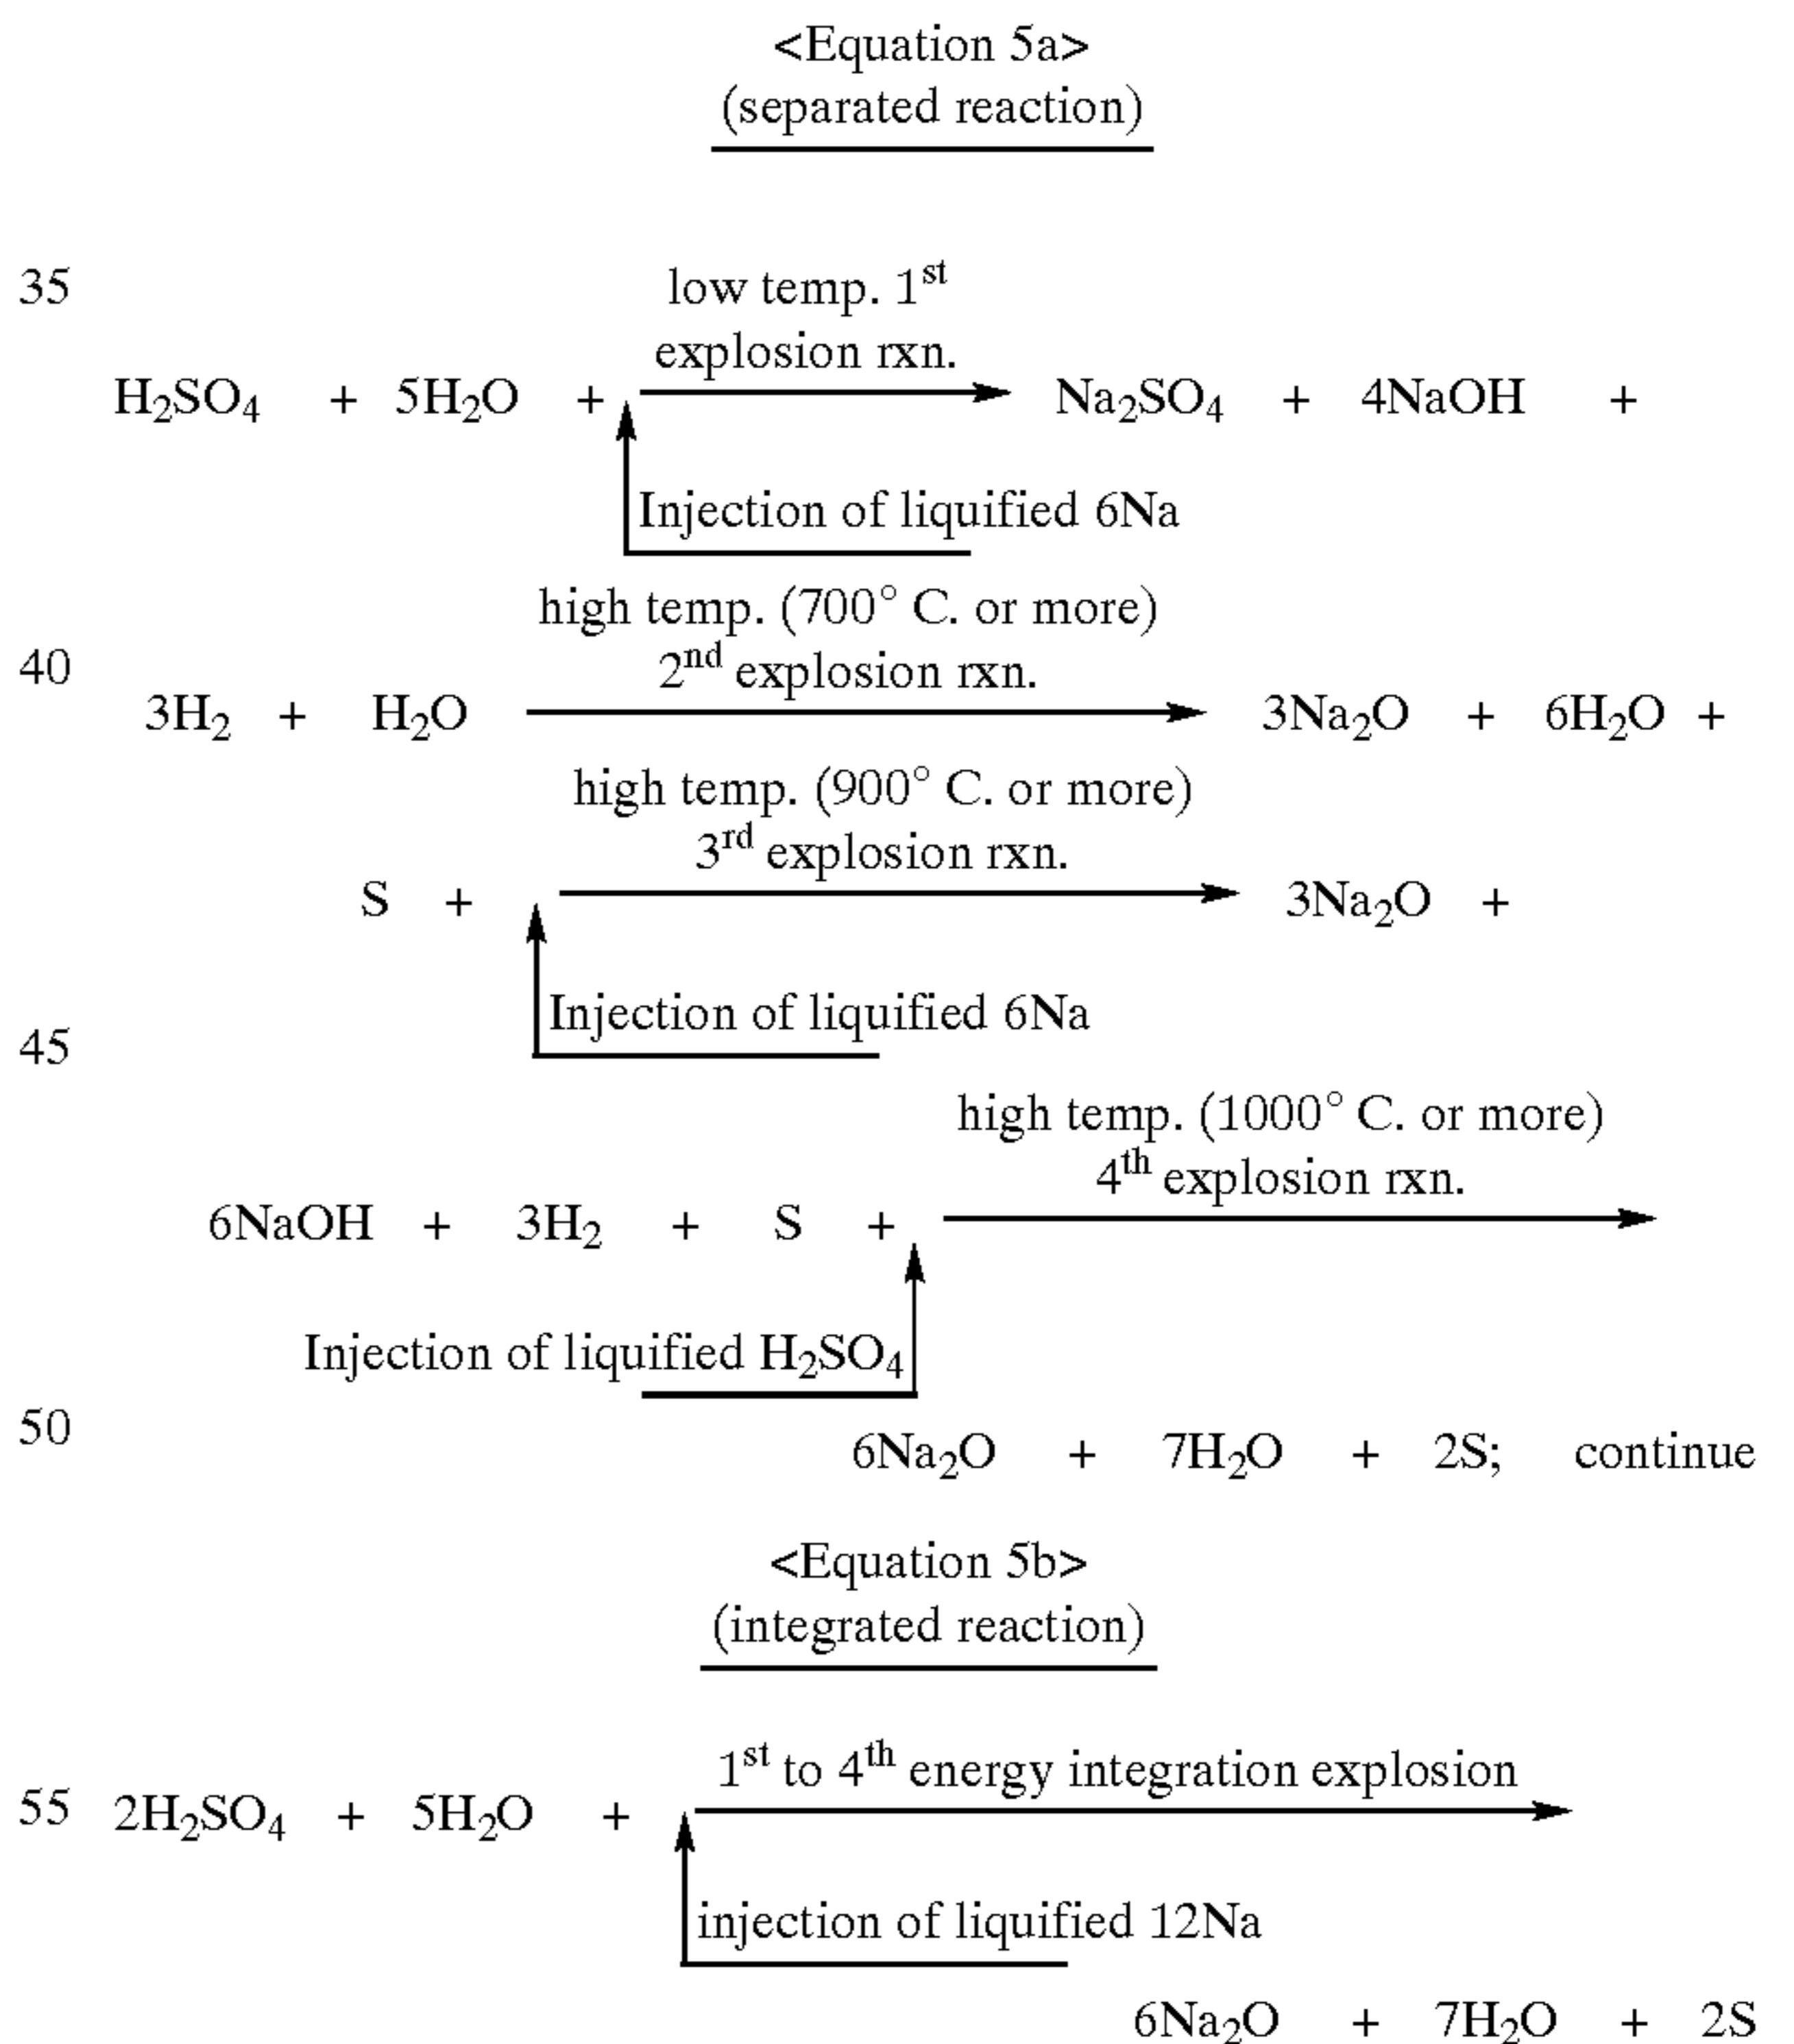 <Equation 5a>
(separated reaction)
35
low temp. 1st
explosion rxn.
H2SO4 + 5H2O + Na2SO4 + 4NaOH +
Injection of liquified 6Na
high temp. (700° C. or more)
40
2nd explosion rxn.
3H2 + H2O 3Na2O + 6H2O +
high temp. (900° C. or more)
3rd explosion rxn.
S + 3Na2O +
Injection of liquified 6Na
45
high temp. (1000° C. or more)
4th explosion rxn.
6NaOH + 3H2 + S +
Injection of liquified H2SO4
50
6Na2O + 7H2O + 2S; continue
<Equation 5b>
(integrated reaction)
1st to 4th energy integration explosion
55 2H2SO4 + 5H2O +
injection of liquified 12Na
6Na2O + 7H2O + 2S